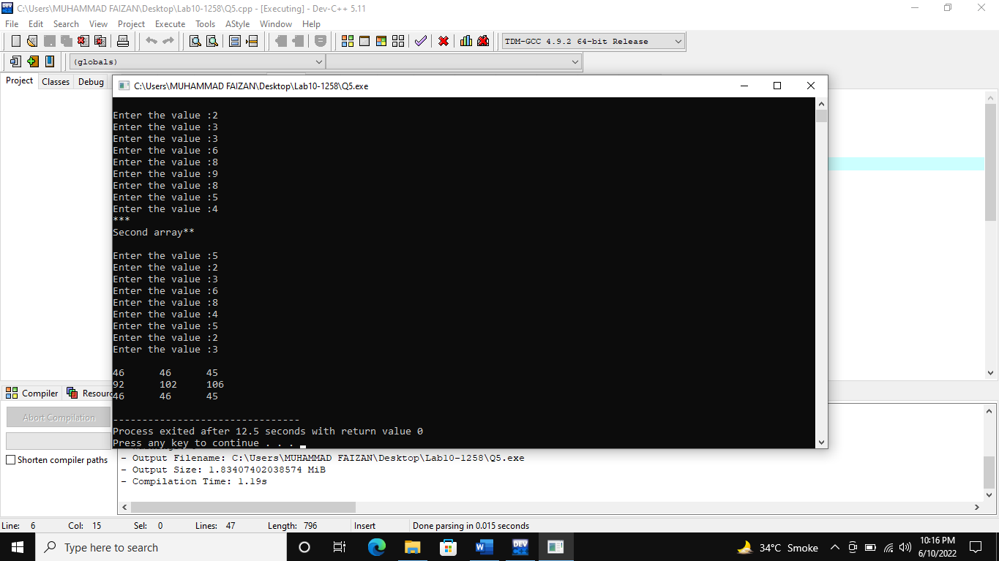 C:\Users\MUHAMMAD FAIZAN\Desktop\Lab10-1258\Q5.cpp - [Executing] - Dev-C++ 5.11
File Edit Search View Project Execute Tools AStyle Window Help
TDM-GCC 4.9.2 64-bit Release
(globals)
Project Classes Debug
C:\Users\MUHAMMAD FAIZAN\Desktop\Lab10-1258\Q5.exe
Enter the value :2
Enter the value :3
Enter the value :3
Enter the value :6
Enter the value :8
Enter the value :9
Enter the value :8
Enter the value :5
Enter the value :4
***
Second array**
Enter the value :5
Enter the value :2
Enter the value :3
Enter the value :6
Enter the value :8
Enter the value :4
Enter the value :5
Enter the value :2
Enter the value :3
46 46 45
92 102 106
46 46 45
--------------------------------
Process exited after 12.5 seconds with return value 0
Press any key to continue . . .
Compiler Resourc
Abort Compilation
Shorten compiler paths
- Output Filename: C:\Users\MUHAMMAD FAIZAN\Desktop\Lab10-1258\Q5.exe
- Output Size: 1.83407402038574 MiB
- Compilation Time: 1.19s
Line: 6 Col: 15 Sel: 0 Lines: 47 Length: 796 Insert Done parsing in 0.015 seconds
Type here to search
DEV C++
34°C Smoke
10:16 PM
6/10/2022